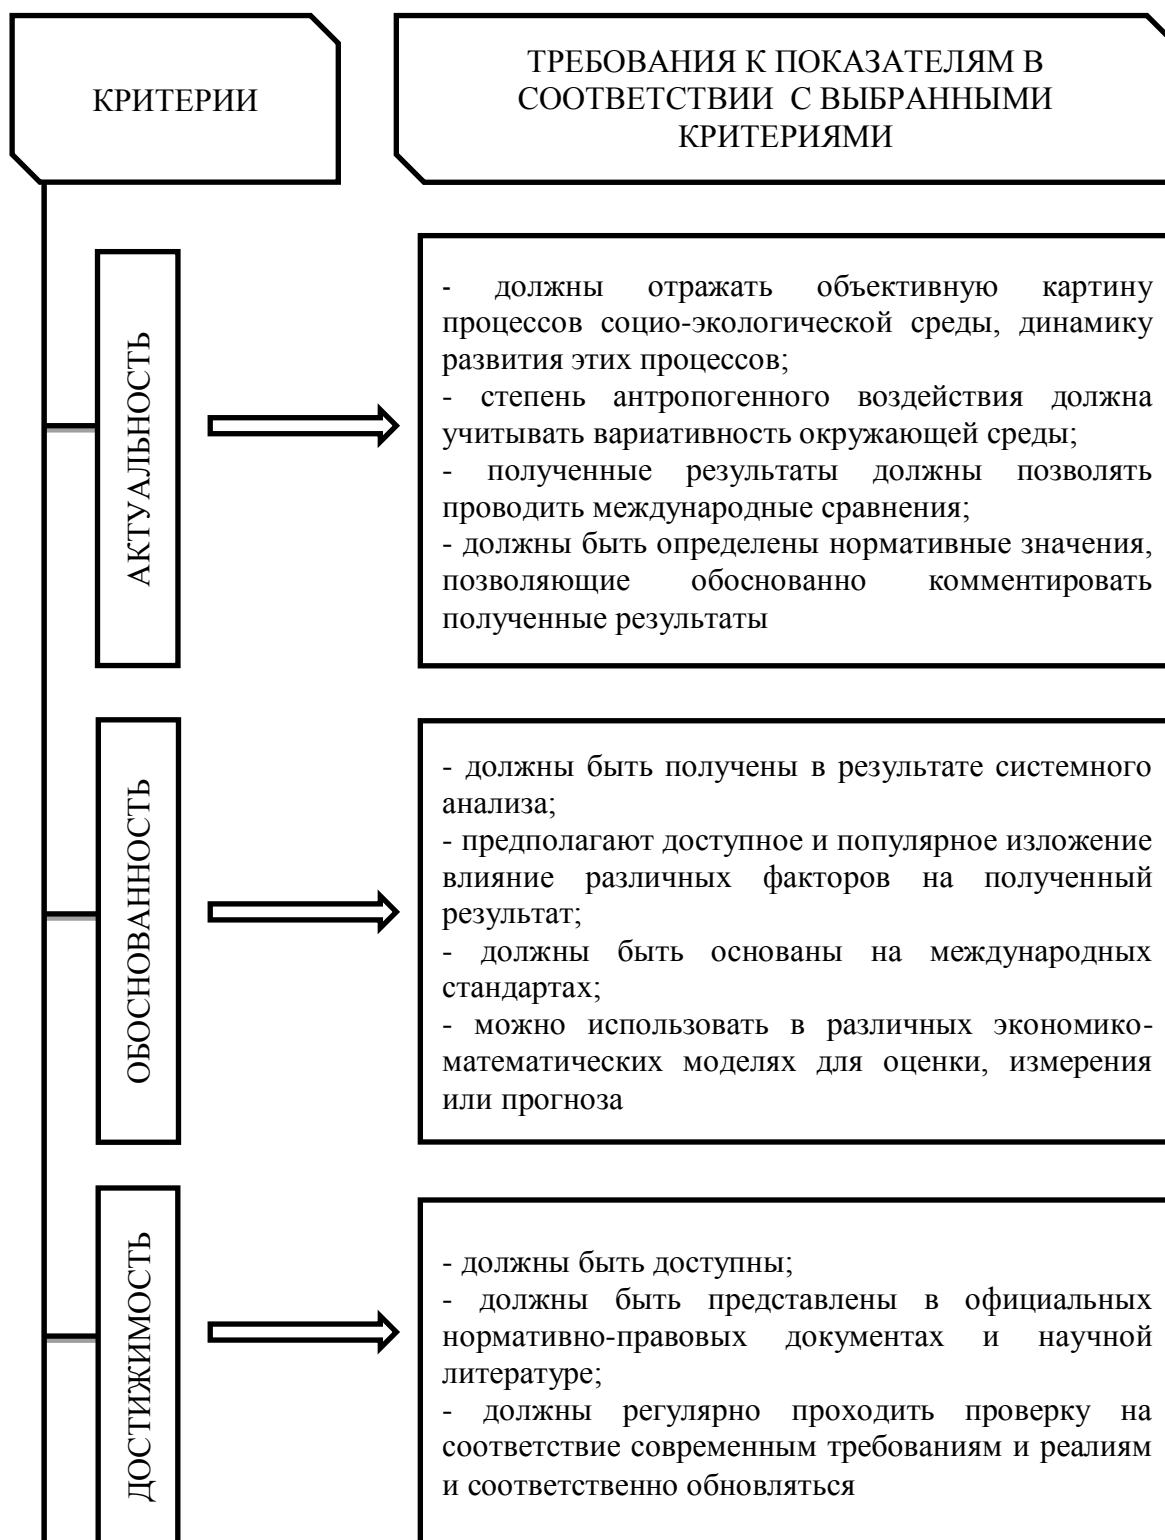 КРИТЕРИИ
ТРЕБОВАНИЯ К ПОКАЗАТЕЛЯМ В
СООТВЕТСТВИИ С ВЫБРАННЫМИ
КРИТЕРИЯМИ
АКТУАЛЬНОСТЬ
- должны отражать объективную картину
процессов социо-экологической среды, динамику
развития этих процессов;
- степень антропогенного воздействия должна
учитывать вариативность окружающей среды;
- полученные результаты должны позволять
проводить международные сравнения;
- должны быть определены нормативные значения,
позволяющие обоснованно комментировать
полученные результаты
ОБОСНОВАННОСТЬ
- должны быть получены в результате системного
анализа;
- предполагают доступное и популярное изложение
влияние различных факторов на полученный
результат;
- должны быть основаны на международных
стандартах;
- можно использовать в различных экономико-
математических моделях для оценки, измерения
или прогноза
ДОСТИЖИМОСТЬ
- должны быть доступны;
- должны быть представлены в официальных
нормативно-правовых документах и научной
литературе;
- должны регулярно проходить проверку на
соответствие современным требованиям и реалиям
и соответственно обновляться